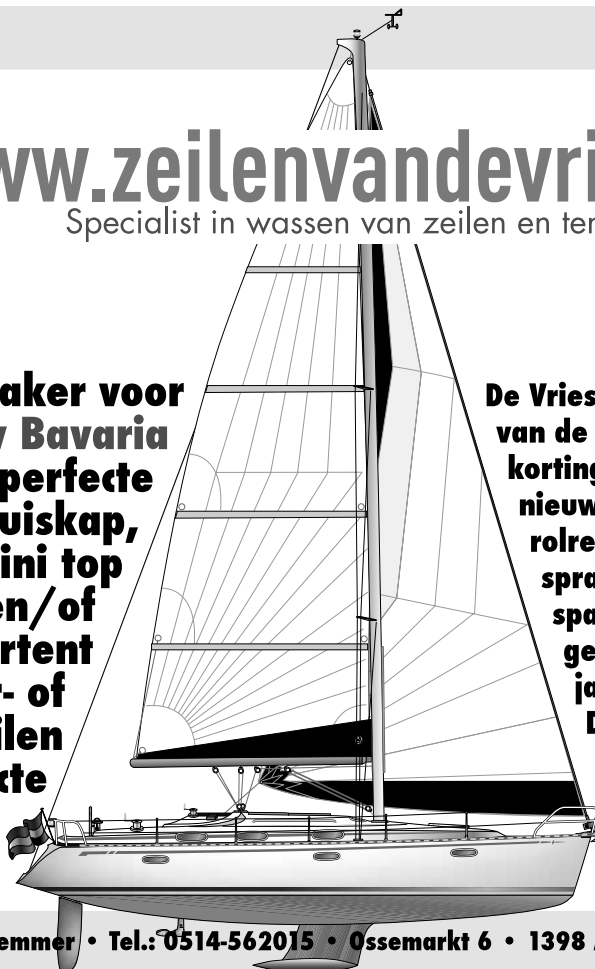 ww.zeilenvandevri
Specialist in wassen van zeilen en ten
aker voor
Bavaria
perfecte
uiskap,
ini top
en/of
rtent
- of
ilen
cte
De Vries
van de
korting
nieuw
rolre
spra
spa
ge
ja
D
emmer • Tel.: 0514-562015 • Ossemarkt 6 • 1398